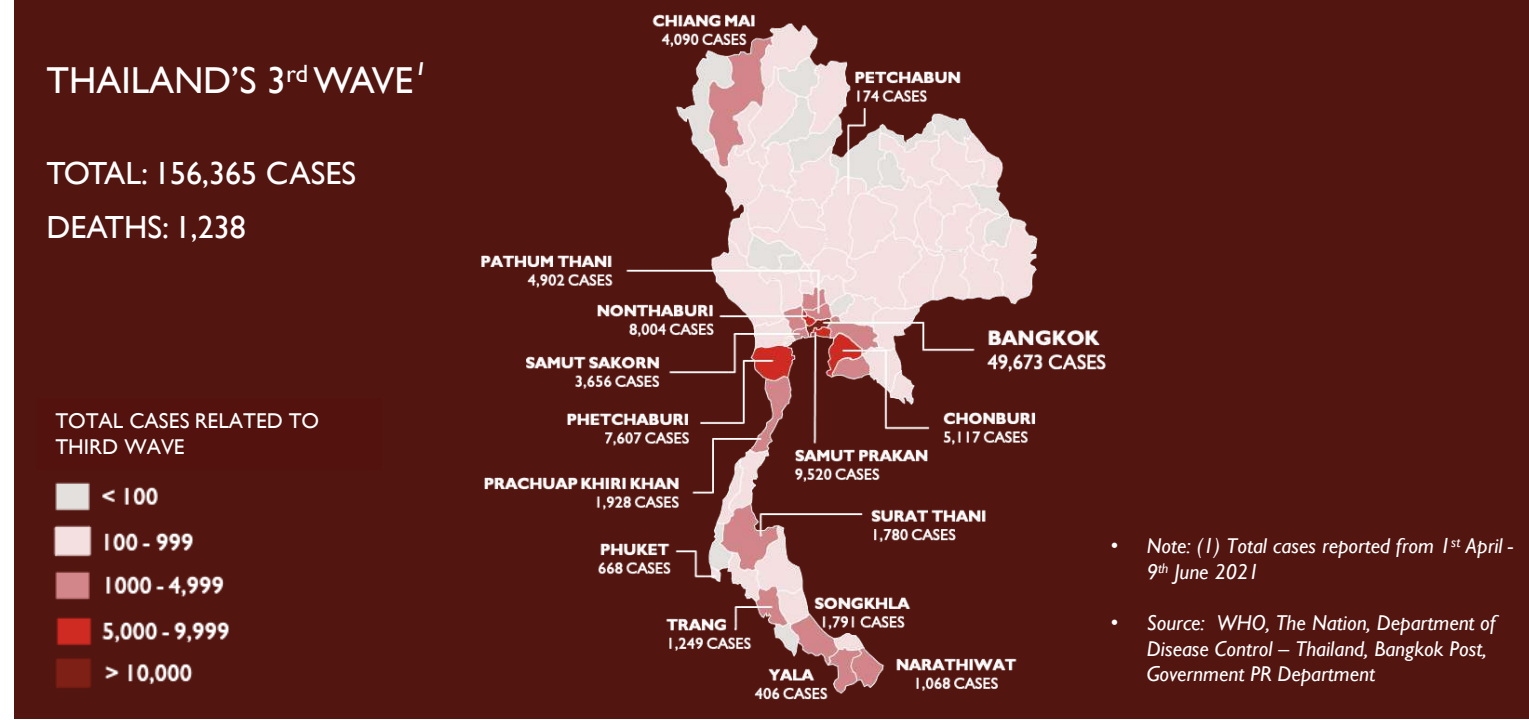 THAILAND'S 3rd WAVE1
TOTAL: 156,365 CASES
DEATHS: 1,238
TOTAL CASES RELATED TO
THIRD WAVE
< 100
100 - 999
1000 - 4,999
5,000 - 9,999
> 10,000
CHIANG MAI
4,090 CASES
PETCHABUN
174 CASES
PATHUM THANI
4,902 CASES
NONTHABURI
8,004 CASES
SAMUT SAKORN
3,656 CASES
PHETCHABURI
7,607 CASES
PRACHUAP KHIRI KHAN
1,928 CASES
PHUKET
668 CASES
TRANG
1,249 CASES
YALA
406 CASES
BANGKOK
49,673 CASES
CHONBURI
5,117 CASES
SAMUT PRAKAN
9,520 CASES
SURAT THANI
1,780 CASES
SONGKHLA
1,791 CASES
NARATHIWAT
1,068 CASES
• Note: (1) Total cases reported from 1st April -
9th June 2021
• Source: WHO, The Nation, Department of
Disease Control – Thailand, Bangkok Post,
Government PR Department